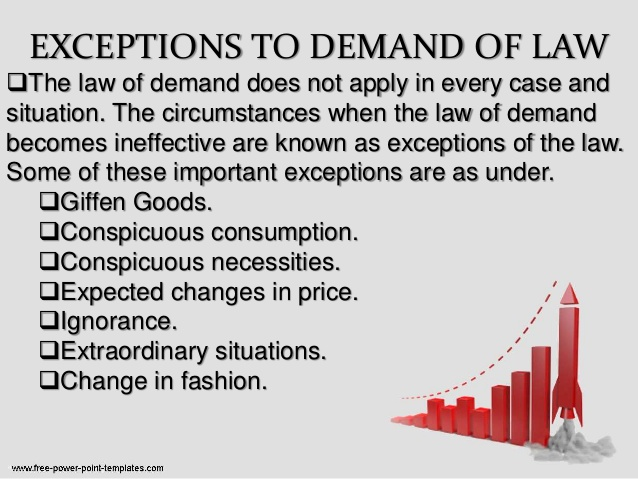 EXCEPTIONS TO DEMAND OF LAW
The law of demand does not apply in every case and
situation. The circumstances when the law of demand
becomes ineffective are known as exceptions of the law.
Some of these important exceptions are as under.
Giffen Goods.
Conspicuous consumption.
Conspicuous necessities.
Expected changes in price.
Ignorance.
Extraordinary situations.
Change in fashion.
www.free-power-point-templates.com